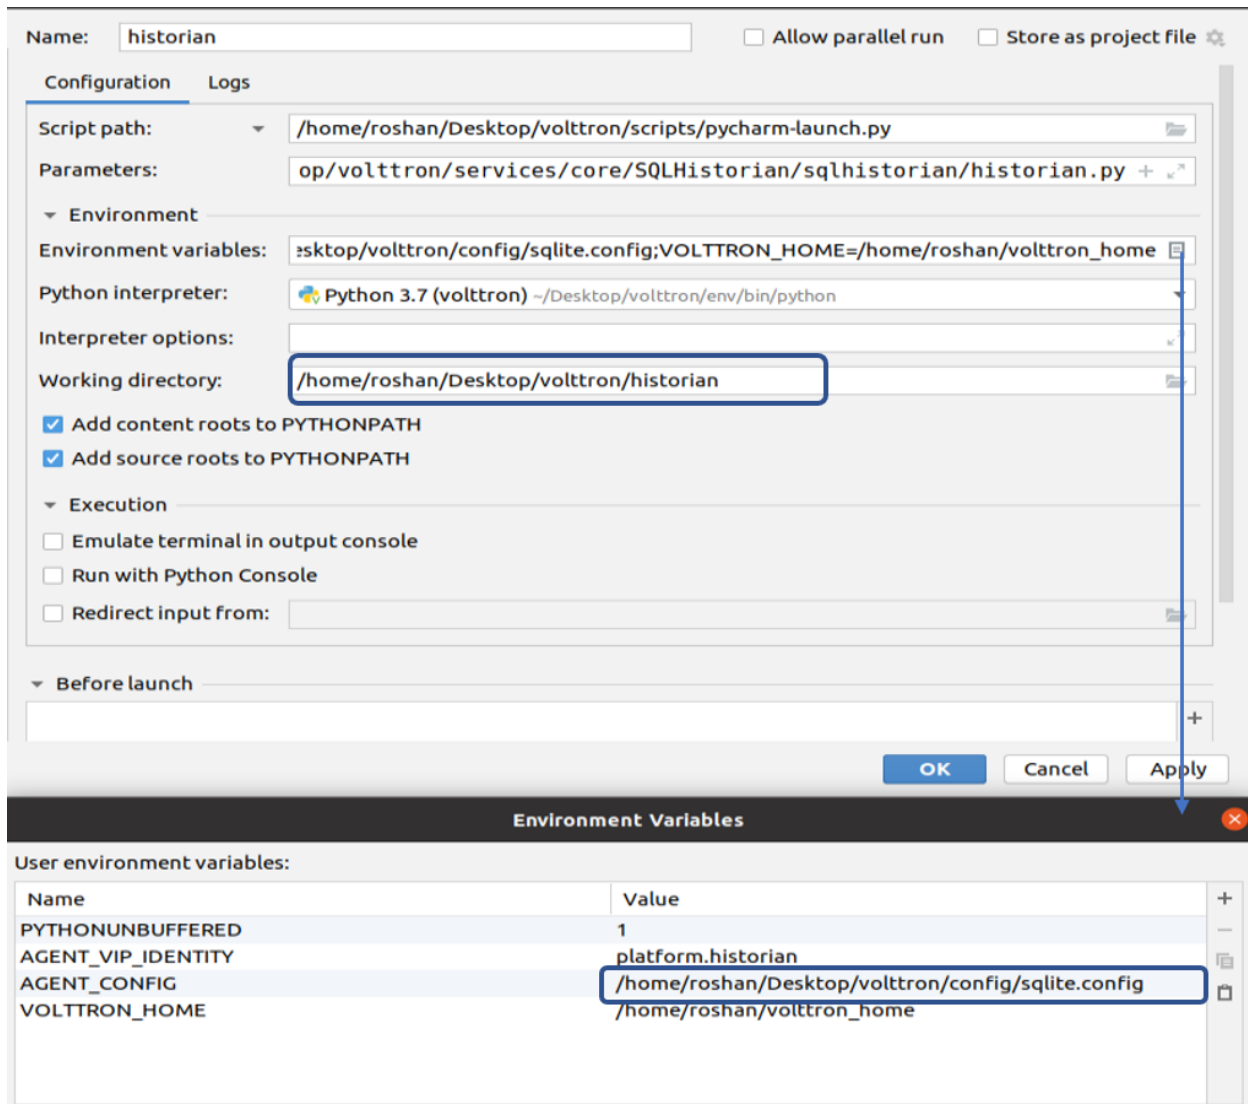 Name: historian Allow parallel run Store as project file
Configuration Logs
Script path: /home/roshan/Desktop/volttron/scripts/pycharm-launch.py
Parameters: op/volttron/services/core/SQLHistorian/sqlhistorian/historian.py
Environment
Environment variables: esktop/volttron/config/sqlite.config;VOLTTRON_HOME=/home/roshan/volttron_home
Python interpreter: Python 3.7 (volttron) ~/Desktop/volttron/env/bin/python
Interpreter options:
Working directory: /home/roshan/Desktop/volttron/historian
Add content roots to PYTHONPATH
Add source roots to PYTHONPATH
Execution
Emulate terminal in output console
Run with Python Console
Redirect input from:
Before launch
OK Cancel Apply
Environment Variables
User environment variables:
Name Value
PYTHONUNBUFFERED 1
AGENT_VIP_IDENTITY platform.historian
AGENT_CONFIG /home/roshan/Desktop/volttron/config/sqlite.config
VOLTTRON_HOME /home/roshan/volttron_home